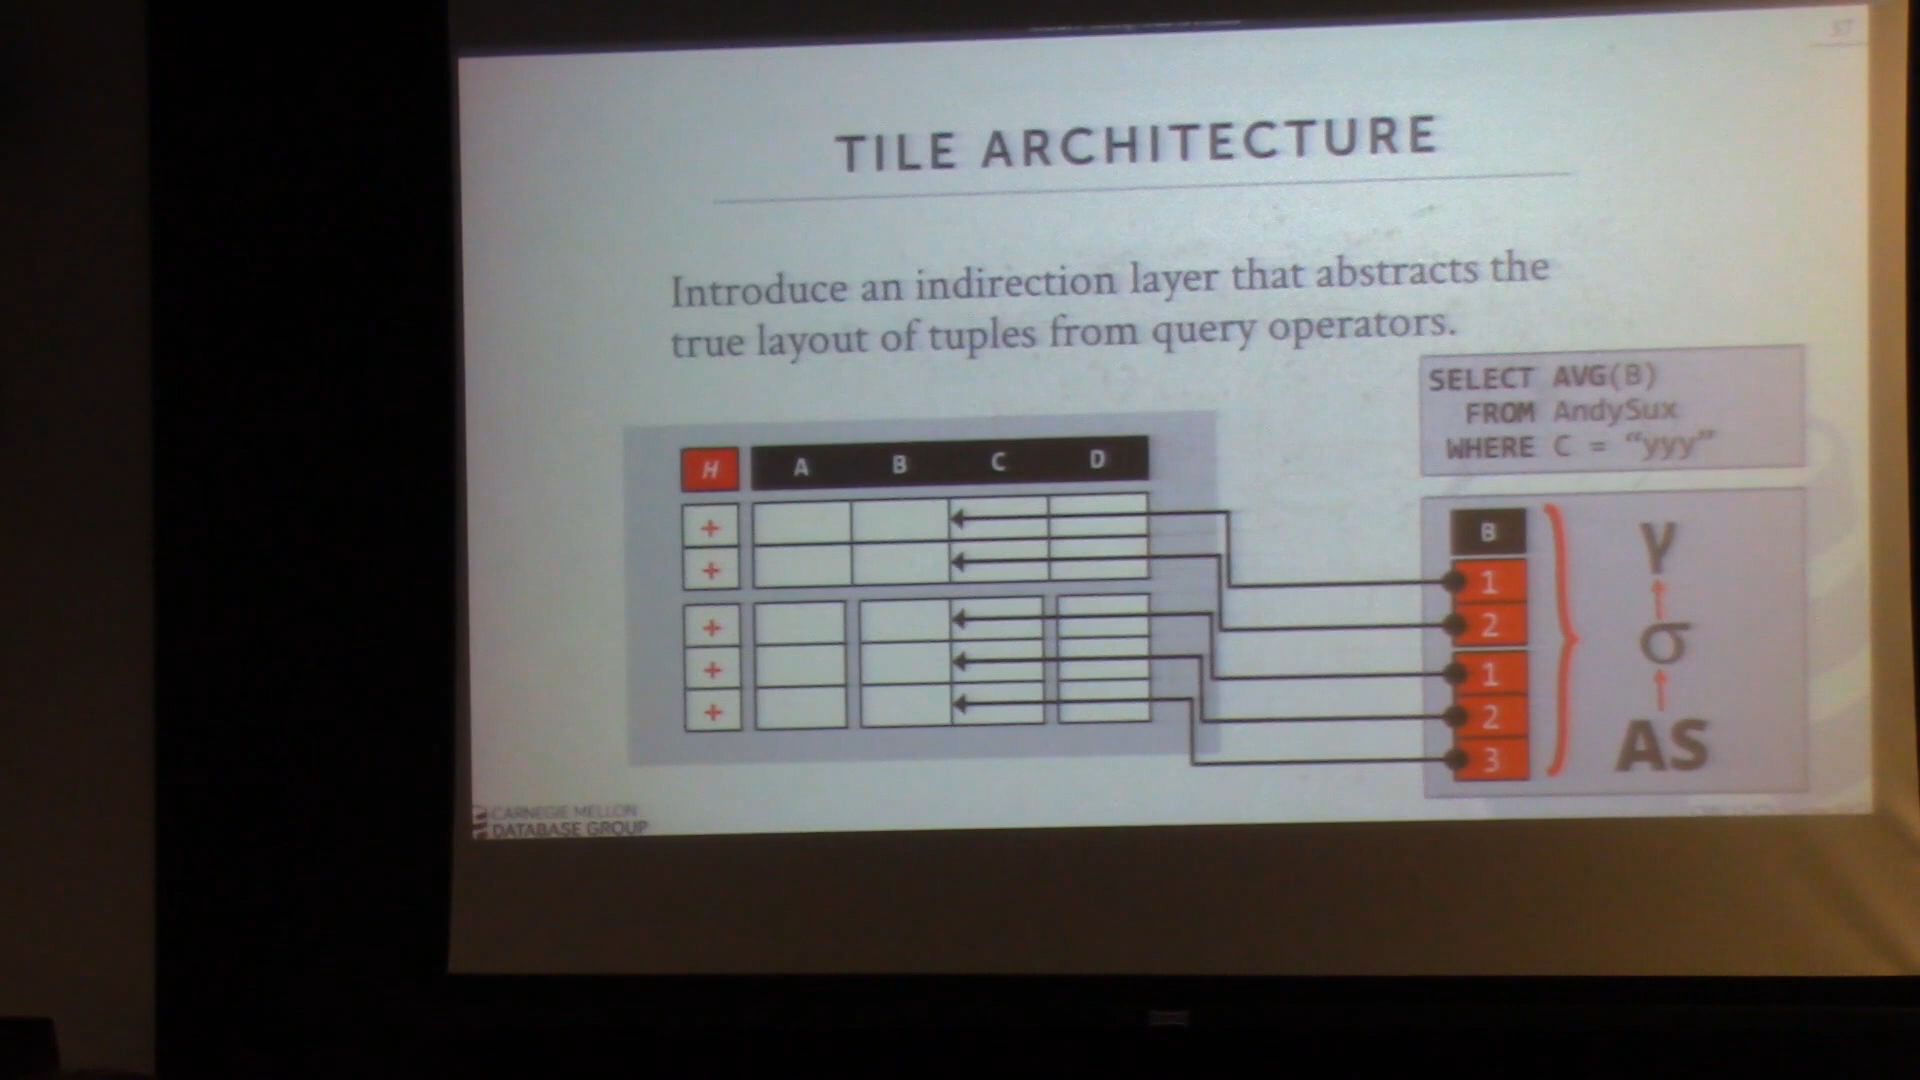 57
TILE ARCHITECTURE
Introduce an indirection layer that abstracts the
true layout of tuples from query operators.
SELECT AVG(B)
FROM AndySux
WHERE C = “yyy”
H A B C D
+
+
+
+
+
B
1
2
1
2
3
γ
σ
AS
CARNEGIE MELLON
DATABASE GROUP